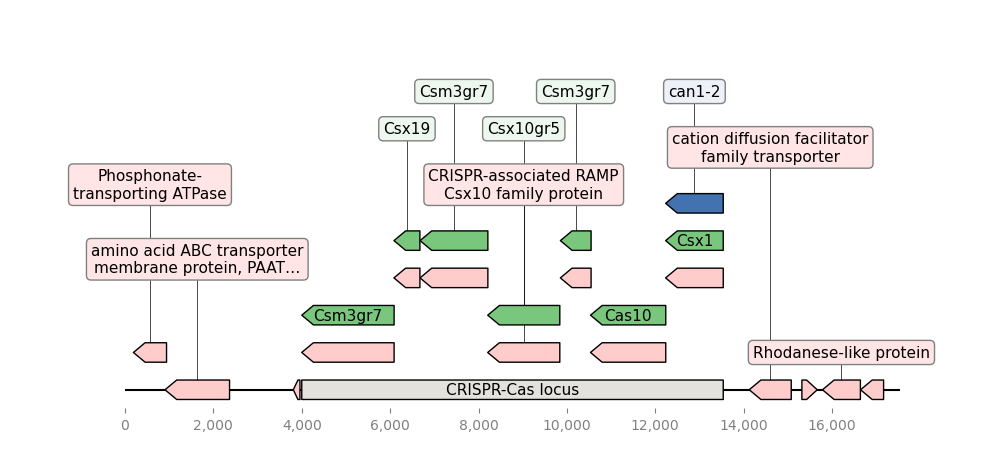 Csm3gr7
Csm3gr7
can1-2
Csx19
Csx10gr5
cation diffusion facilitator
family transporter
Phosphonate-
transporting ATPase
CRISPR-associated RAMP
Csx10 family protein
Csx1
amino acid ABC transporter
membrane protein, PAAT...
Csm3gr7
Cas10
Rhodanese-like protein
CRISPR-Cas locus
0
2,000
4,000
6,000
8,000
10,000
12,000
14,000
16,000